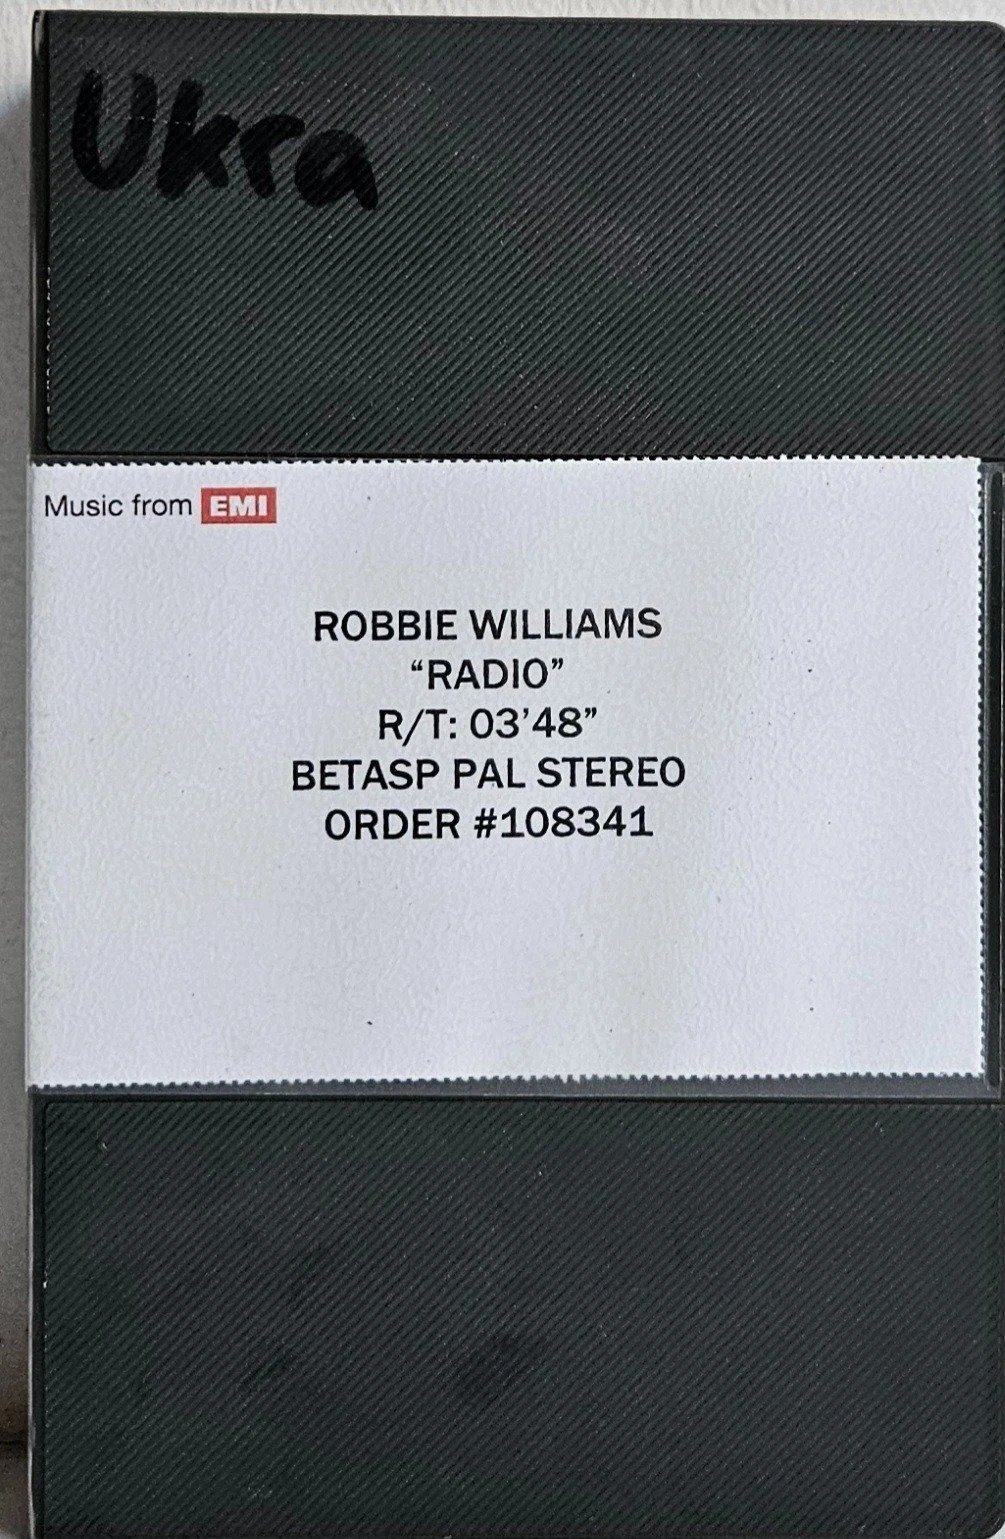 Ukra
Music from EMI
ROBBIE WILLIAMS
“RADIO”
R/T: 03’48”
BETASP PAL STEREO
ORDER #108341